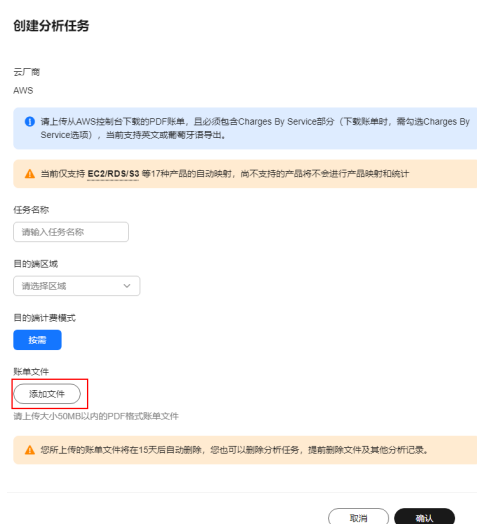 创建分析任务
云厂商
AWS
请上传从AWS控制台下载的PDF账单，且必须包含Charges By Service部分（下载账单时，需勾选Charges By
Service选项），当前支持英文或葡萄牙语导出。
当前仅支持 EC2/RDS/S3 等17种产品的自动映射，尚不支持的产品将不会进行产品映射和统计
任务名称
请输入任务名称
目的端区域
请选择区域
目的端计费模式
按需
账单文件
添加文件
请上传大小50MB以内的PDF格式账单文件
您所上传的账单文件将在15天后自动删除，您也可以删除分析任务，提前删除文件及其他分析记录。
取消
确认